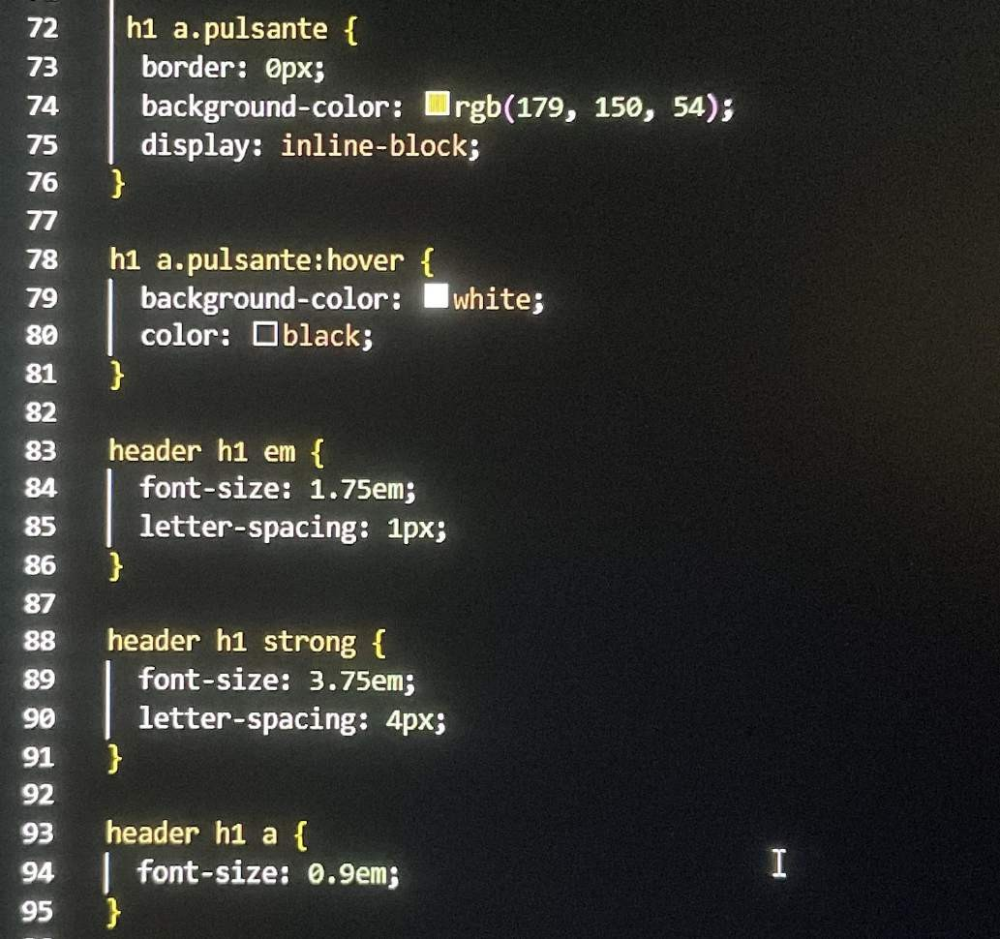 72 h1 a.pulsante {
73 border: 0px;
74 background-color: rgb(179, 150, 54);
75 display: inline-block;
76 }
77
78 h1 a.pulsante:hover {
79 background-color: white;
80 color: black;
81 }
82
83 header h1 em {
84 font-size: 1.75em;
85 letter-spacing: 1px;
86 }
87
88 header h1 strong {
89 font-size: 3.75em;
90 letter-spacing: 4px;
91 }
92
93 header h1 a {
94 font-size: 0.9em;
95 }